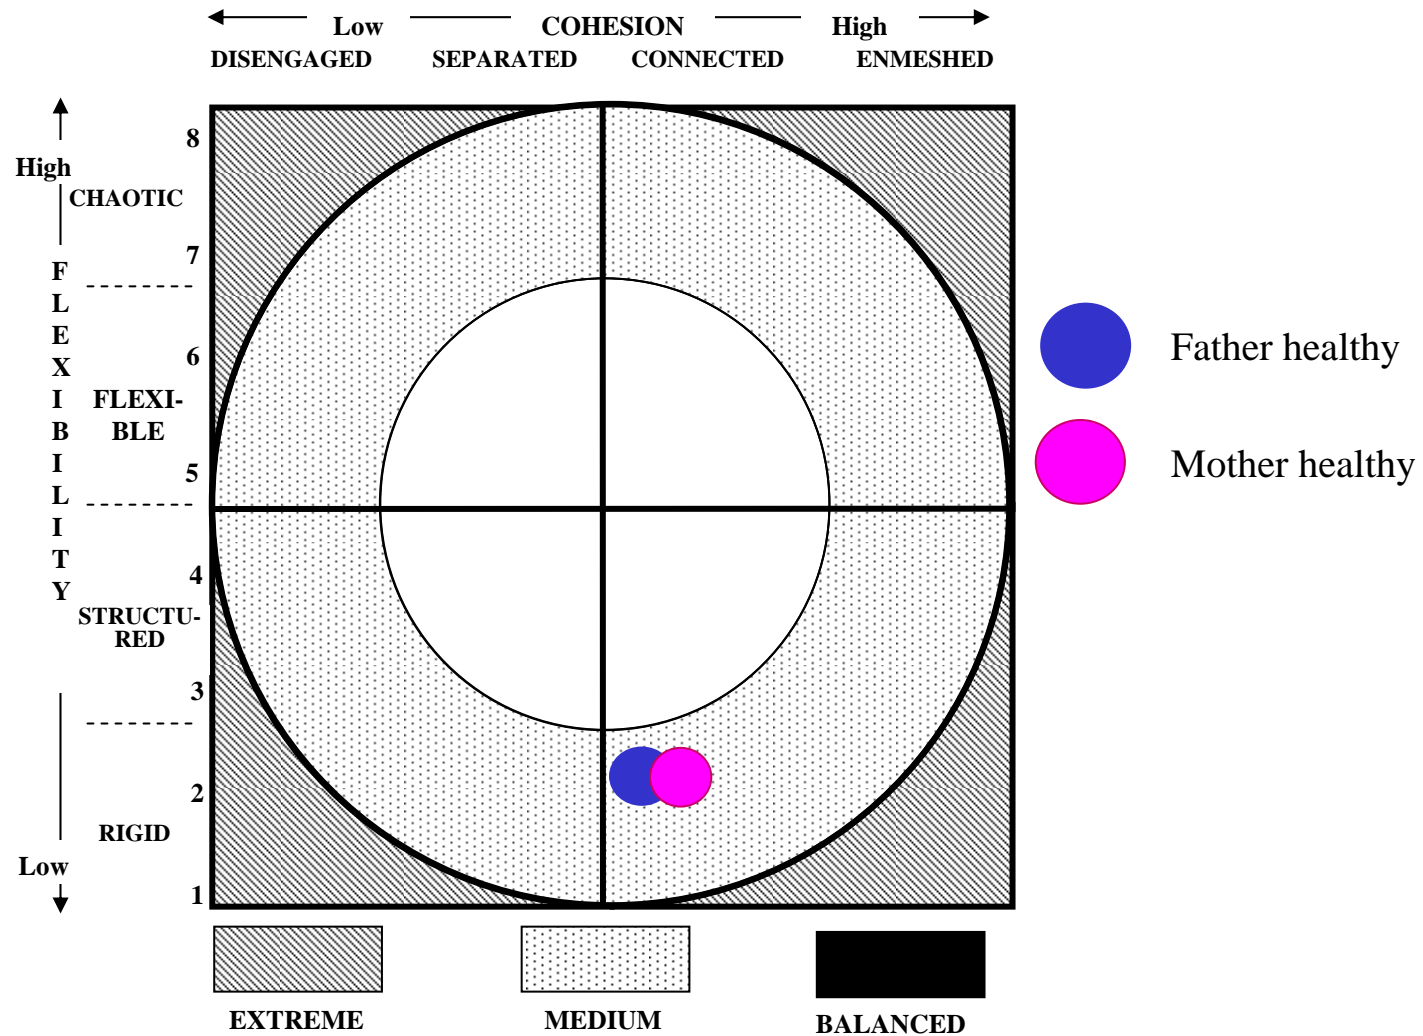 Low COHESION High
DISENGAGED SEPARATED CONNECTED ENMESHED
8
High
CHAOTIC
7
F
L
E
X
I
B
I
L
I
T
Y
6
FLEXI-
BLE
5
4
STRUCTU-
RED
3
2
RIGID
Low
1
Father healthy
Mother healthy
EXTREME MEDIUM BALANCED